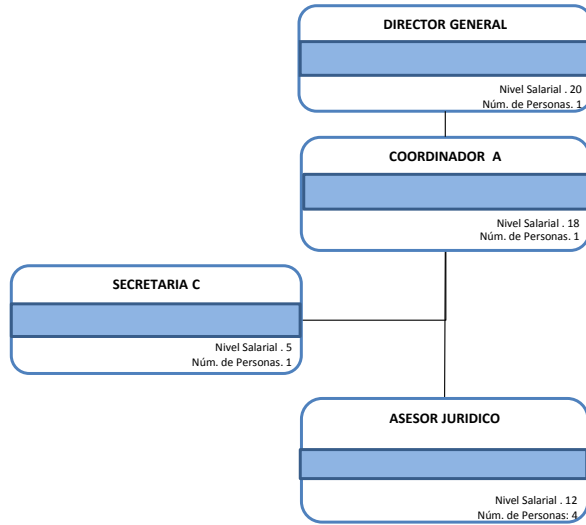 DIRECTOR GENERAL
Nivel Salarial . 20
Núm. de Personas. 1
COORDINADOR A
Nivel Salarial . 18
Núm. de Personas. 1
SECRETARIA C
Nivel Salarial . 5
Núm. de Personas. 1
ASESOR JURIDICO
Nivel Salarial . 12
Núm. de Personas: 4